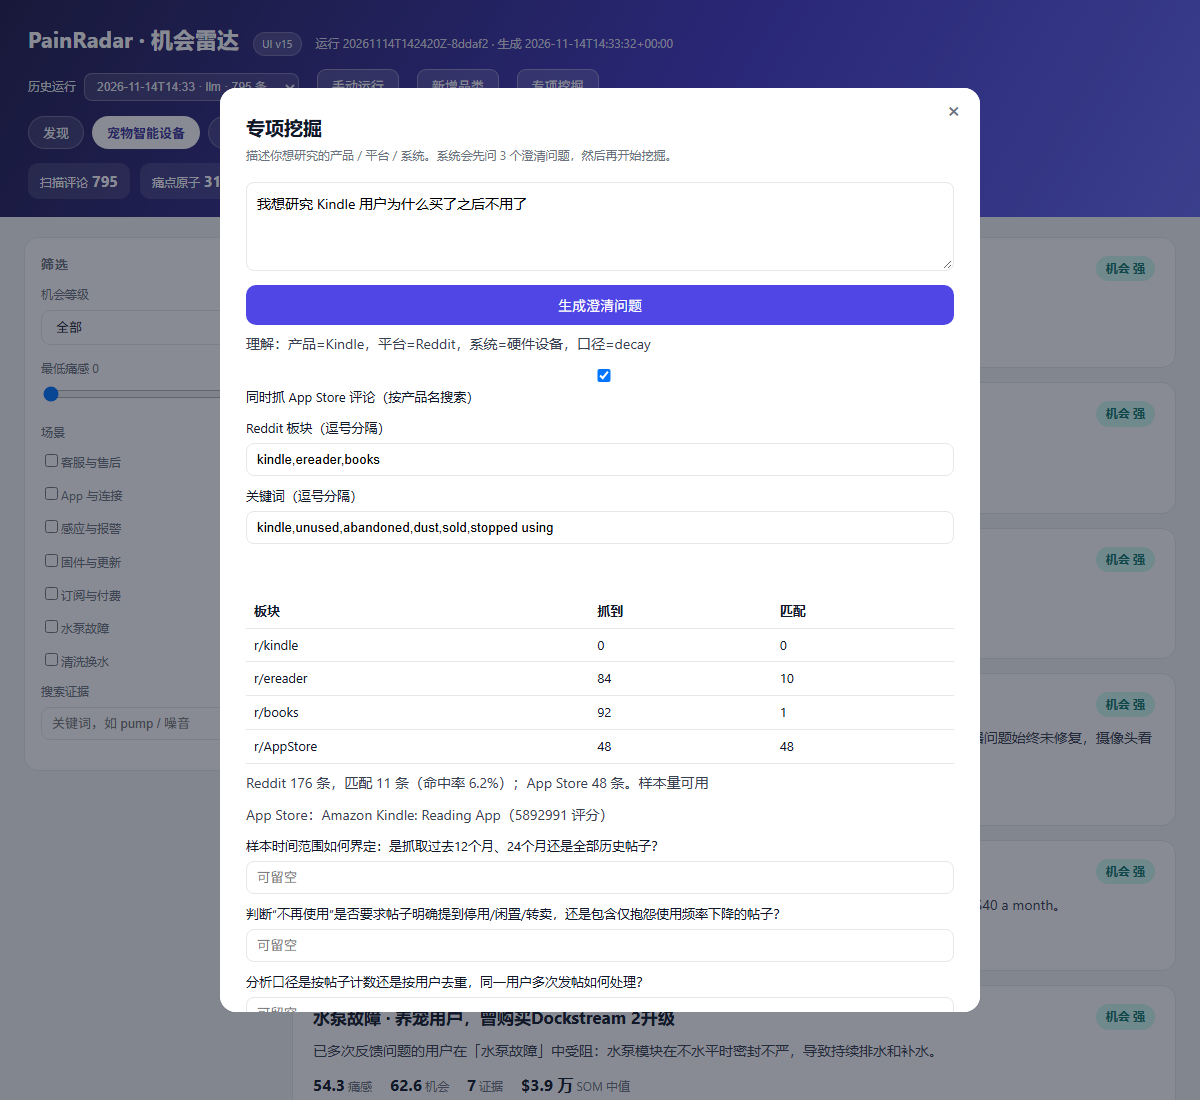 PainRadar · 机会雷达
UI v15
运行 20261114T142420Z-8ddaf2 · 生成 2026-11-14T14:33:32+00:00
历史运行
2026-11-14T14:33 · llm · 795 条
手动运行
新增品类
专项挖掘
发现
宠物智能设备
扫描评论 795
痛点原子 31
筛选
机会等级
全部
最低痛感 0
场景
客服与售后
App 与连接
感应与报警
固件与更新
订阅与付费
水泵故障
清洗换水
搜索证据
关键词，如 pump / 噪音
×
专项挖掘
描述你想研究的产品 / 平台 / 系统。系统会先问 3 个澄清问题，然后再开始挖掘。
我想研究 Kindle 用户为什么买了之后不用了
生成澄清问题
理解：产品=Kindle，平台=Reddit，系统=硬件设备，口径=decay
同时抓 App Store 评论（按产品名搜索）
Reddit 板块（逗号分隔）
kindle,ereader,books
关键词（逗号分隔）
kindle,unused,abandoned,dust,sold,stopped using
板块 抓到 匹配
r/kindle 0 0
r/ereader 84 10
r/books 92 1
r/AppStore 48 48
Reddit 176 条，匹配 11 条（命中率 6.2%）；App Store 48 条。样本量可用
App Store：Amazon Kindle: Reading App（5892991 评分）
样本时间范围如何界定：是抓取过去12个月、24个月还是全部历史帖子？
可留空
判断“不再使用”是否要求帖子明确提到停用/闲置/转卖，还是包含仅抱怨使用频率下降的帖子？
可留空
分析口径是按帖子计数还是按用户去重，同一用户多次发帖如何处理？
可留空
机会 强
机会 强
机会 强
机会 强
问题始终未修复，摄像头看
机会 强
$40 a month。
机会 强
水泵故障 · 养宠用户，曾购买Dockstream 2升级
已多次反馈问题的用户在「水泵故障」中受阻：水泵模块在不水平时密封不严，导致持续排水和补水。
54.3 痛感 62.6 机会 7 证据 $3.9 万 SOM 中值